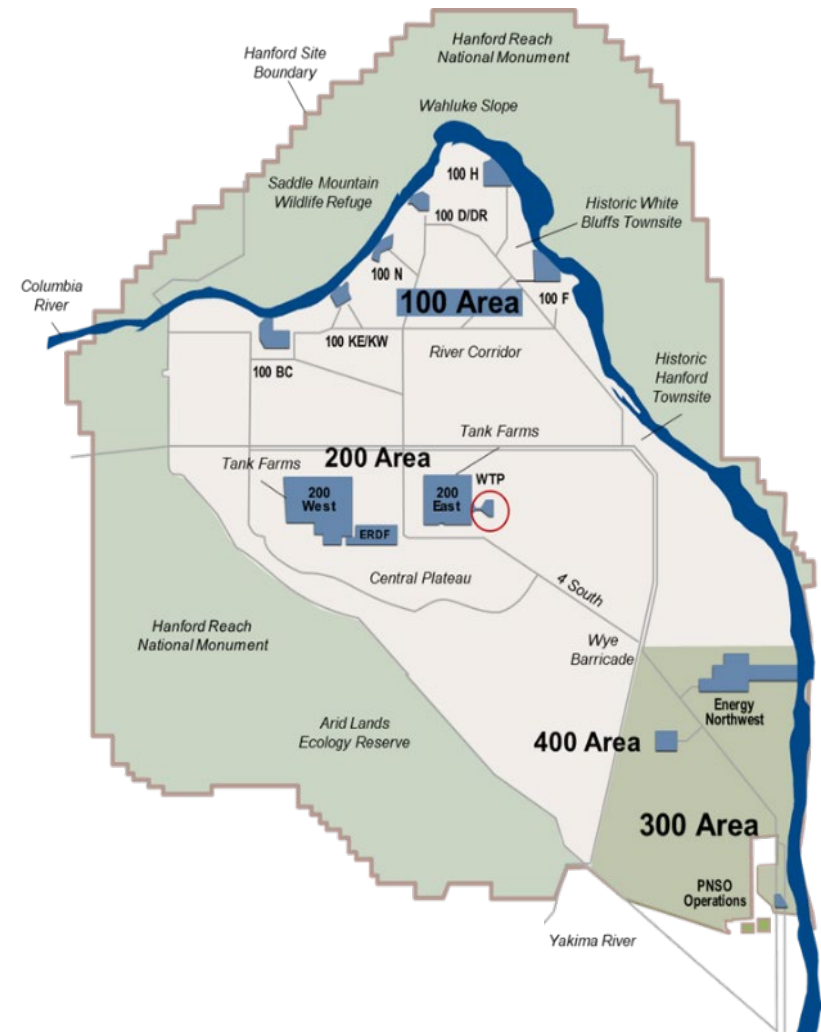 Hanford Reach
National Monument
Hanford Site
Boundary
Wahluke Slope
100 H
Saddle Mountain
Wildlife Refuge
Historic White
Bluffs Townsite
100 D/DR
100 N
Columbia
River
100 Area
100 F
100 KE/KW
River Corridor
100 BC
Historic
Hanford
Townsite
Tank Farms
200 Area
Tank Farms
WTP
200
West
200
East
ERDF
Central Plateau
4 South
Hanford Reach
National Monument
Wye
Barricade
Energy
Northwest
Arid Lands
Ecology Reserve
400 Area
300 Area
PNSO
Operations
Yakima River